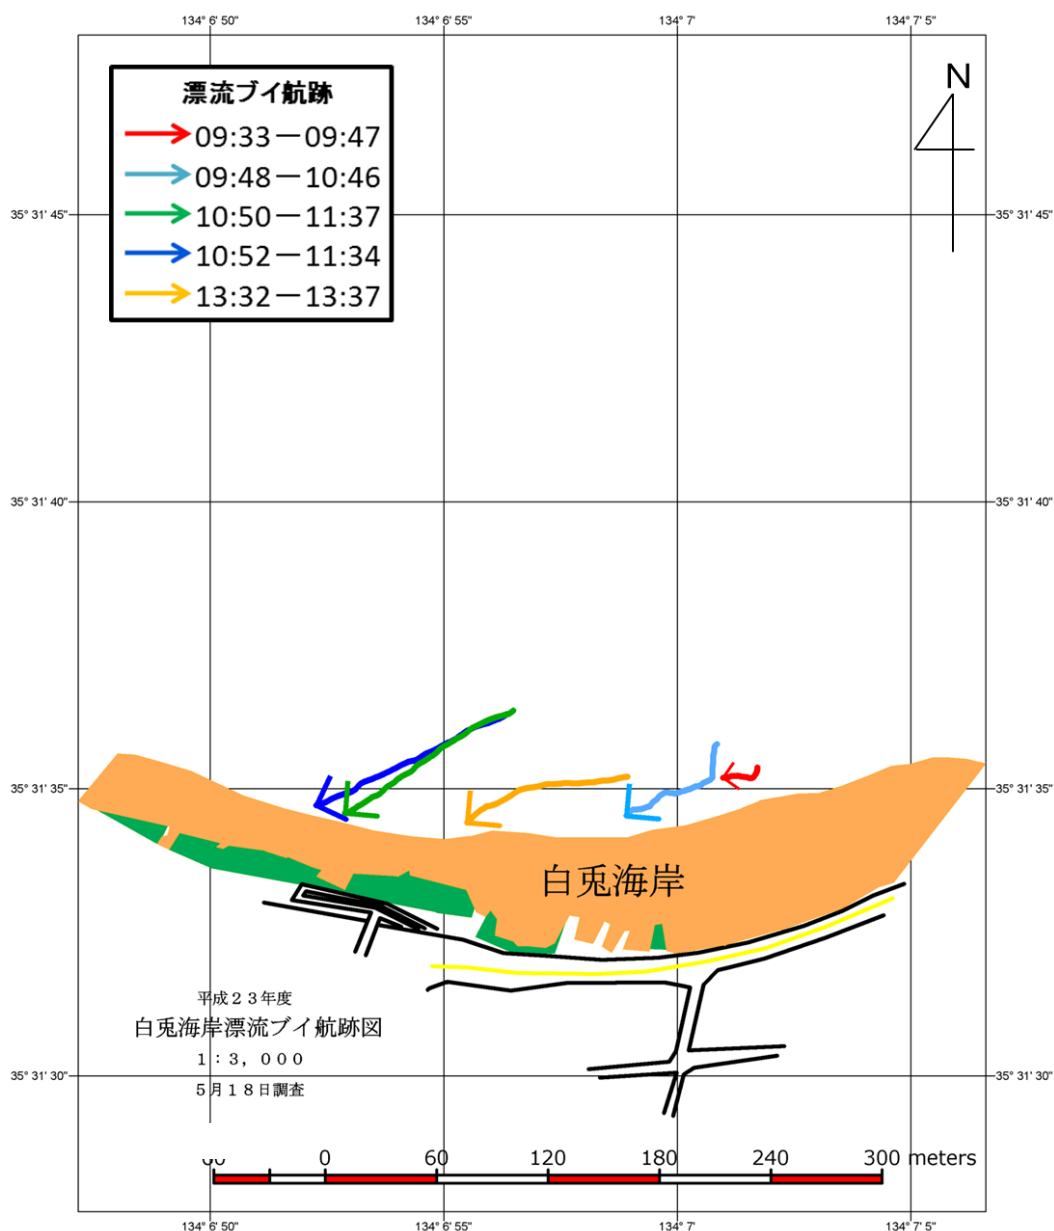 134° 6' 50"
134° 6' 55"
134° 7'
134° 7' 5"
N
漂流ブイ航跡
09:33－09:47
09:48－10:46
10:50－11:37
10:52－11:34
13:32－13:37
35° 31' 45"
35° 31' 45"
35° 31' 40"
35° 31' 40"
35° 31' 35"
35° 31' 35"
白兎海岸
平成２３年度
白兎海岸漂流ブイ航跡図
１：３，０００
５月１８日調査
35° 31' 30"
35° 31' 30"
0
60
120
180
240
300 meters
134° 6' 50"
134° 6' 55"
134° 7'
134° 7' 5"